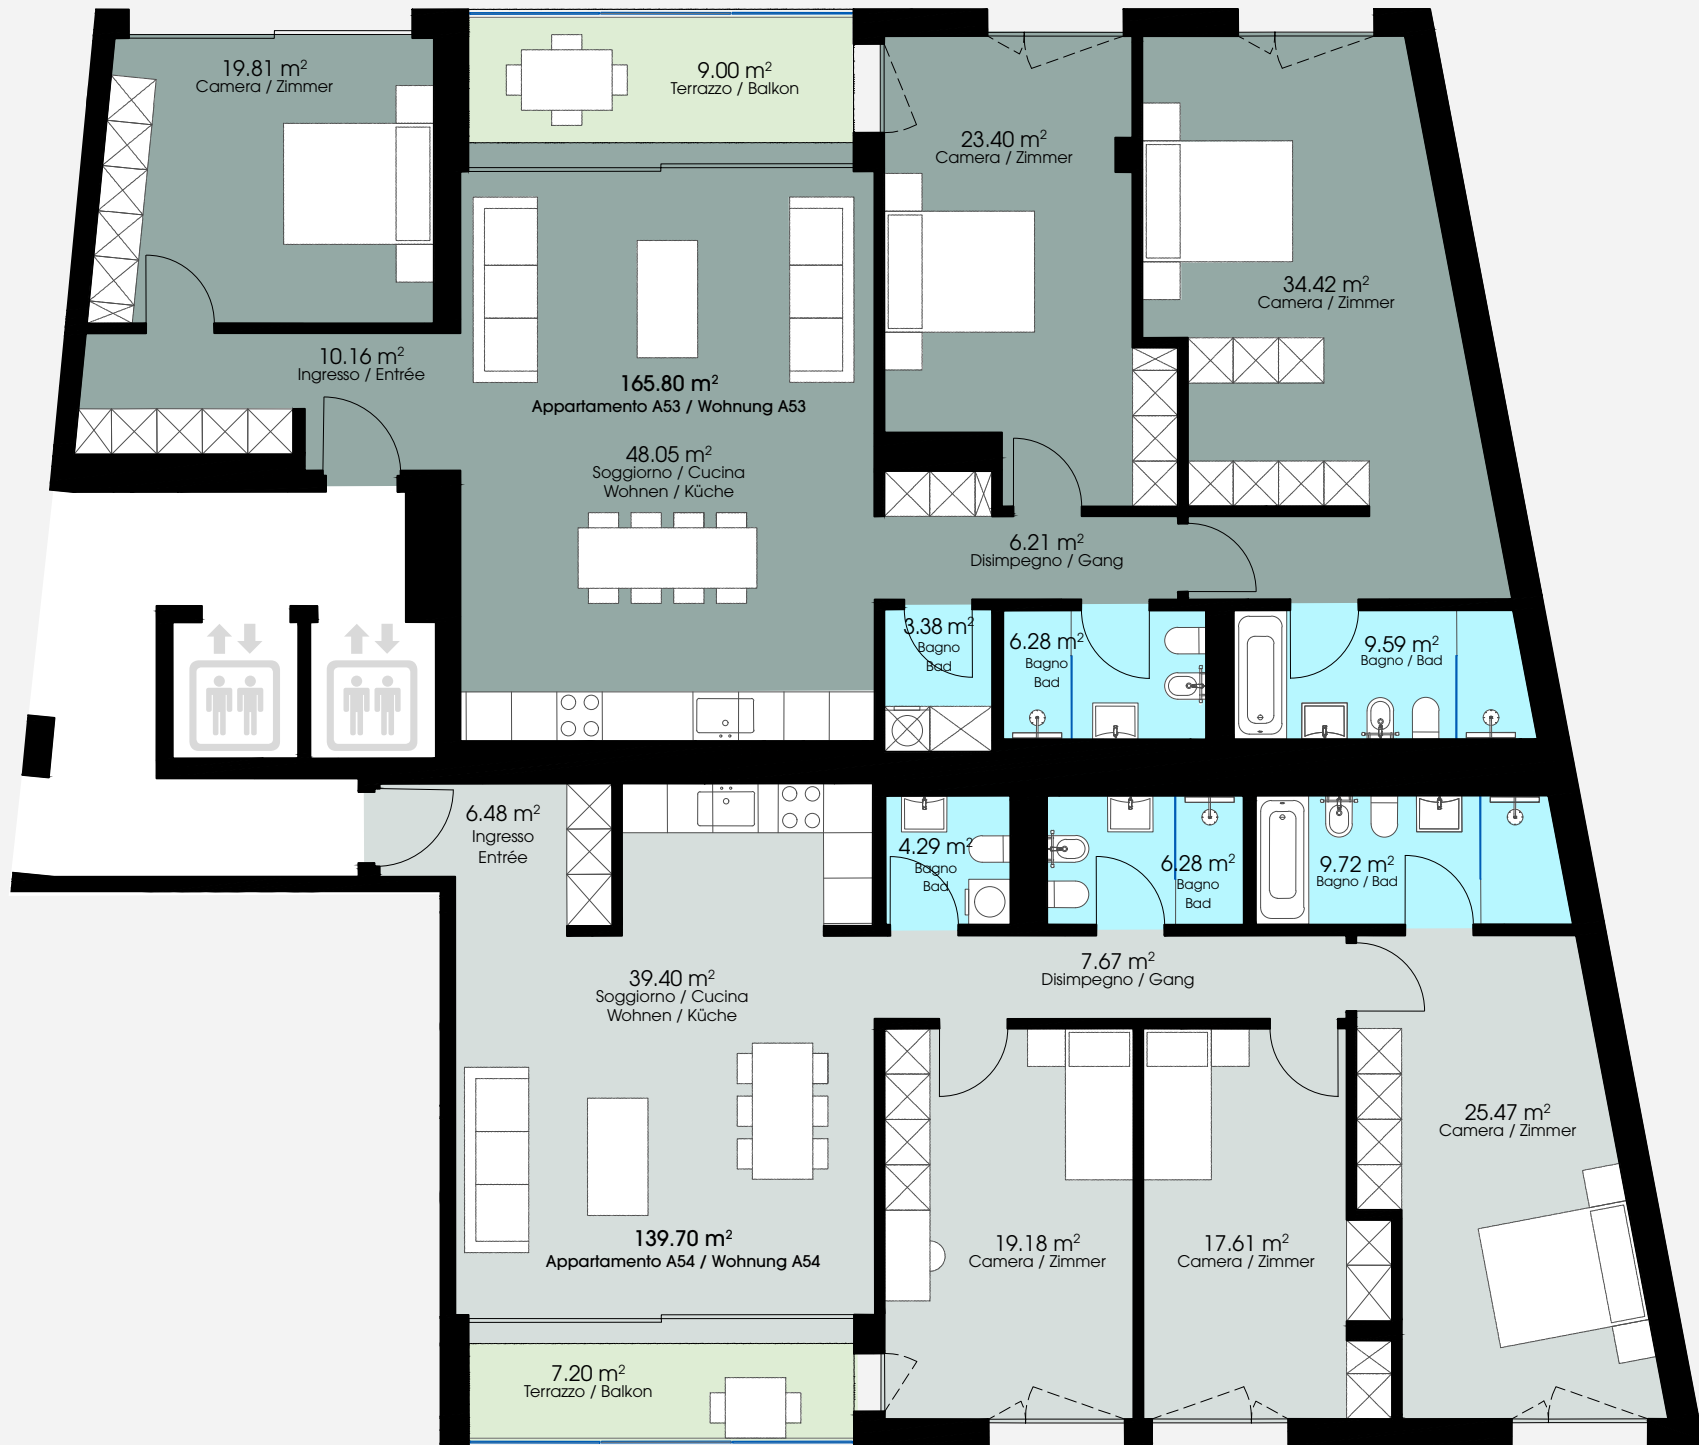 19.81 m²
Camera / Zimmer
9.00 m²
Terrazzo / Balkon
23.40 m²
Camera / Zimmer
34.42 m²
Camera / Zimmer
10.16 m²
Ingresso / Entrée
165.80 m²
Appartamento A53 / Wohnung A53
48.05 m²
Soggiorno / Cucina
Wohnen / Küche
6.21 m²
Disimpegno / Gang
3.38 m²
Bagno
Bad
6.28 m²
Bagno
Bad
9.59 m²
Bagno / Bad
6.48 m²
Ingresso
Entrée
4.29 m²
Bagno
Bad
6.28 m²
Bagno
Bad
9.72 m²
Bagno / Bad
39.40 m²
Soggiorno / Cucina
Wohnen / Küche
7.67 m²
Disimpegno / Gang
25.47 m²
Camera / Zimmer
139.70 m²
Appartamento A54 / Wohnung A54
19.18 m²
Camera / Zimmer
17.61 m²
Camera / Zimmer
7.20 m²
Terrazzo / Balkon